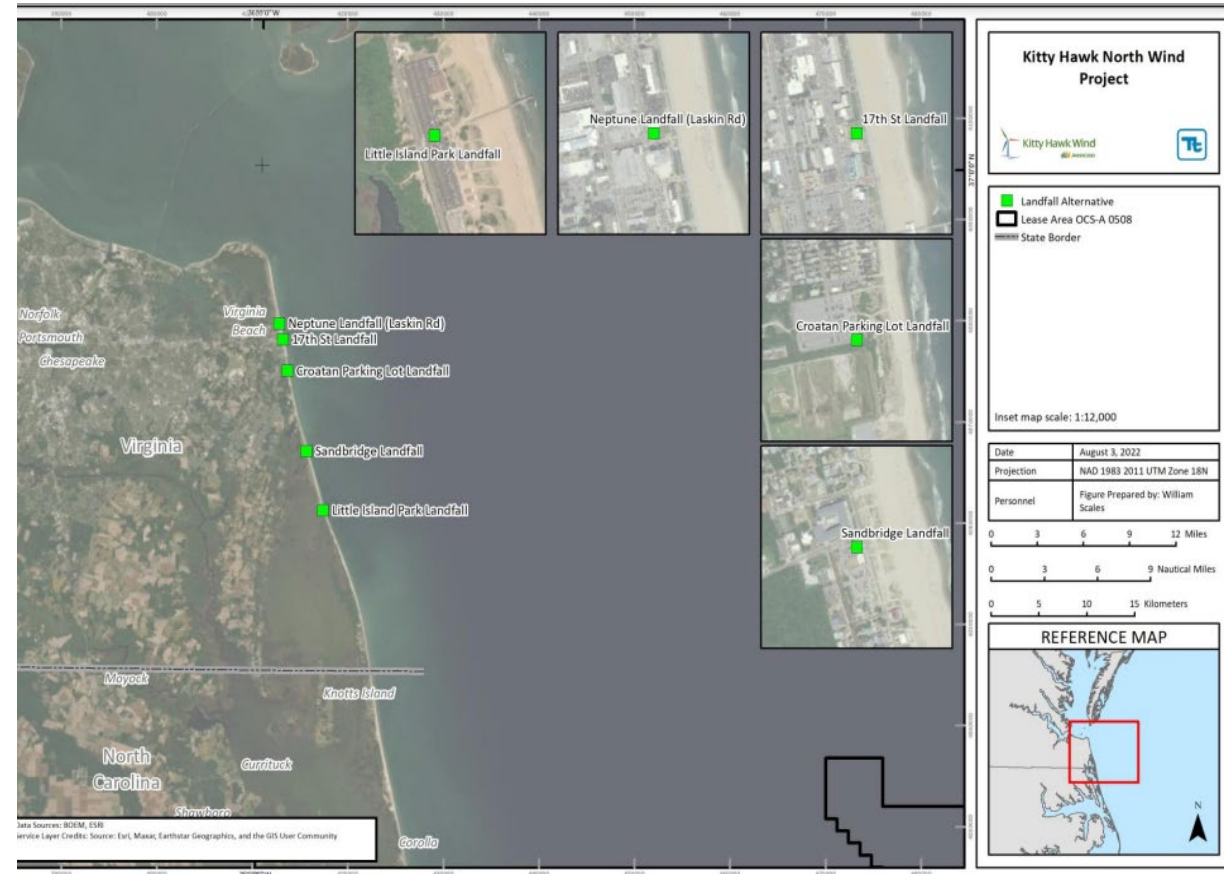 Kitty Hawk North Wind
Project
Kitty Hawk Wind
Landfall Alternative
Lease Area OCS-A 0508
State Border
Inset map scale: 1:12,000
Date August 3, 2022
Projection NAD 1983 2011 UTM Zone 18N
Personnel Figure Prepared by: William
Scales
0 3 6 9 12 Miles
0 3 6 9 Nautical Miles
0 5 10 15 Kilometers
REFERENCE MAP
N
Little Island Park Landfall
Neptune Landfall (Laskin Rd)
17th St Landfall
Croatan Parking Lot Landfall
Sandbridge Landfall
37°0'0"N
Norfolk
Portsmouth
Chesapeake
Virginia
Beach
Neptune Landfall (Laskin Rd)
17th St Landfall
Croatan Parking Lot Landfall
Sandbridge Landfall
Little Island Park Landfall
Virginia
Moyock
Knotts Island
North
Carolina
Currituck
Shawboro
Corolla
Data Sources: BOEM, ESRI
Service Layer Credits: Source: Esri, Maxar, Earthstar Geographics, and the GIS User Community